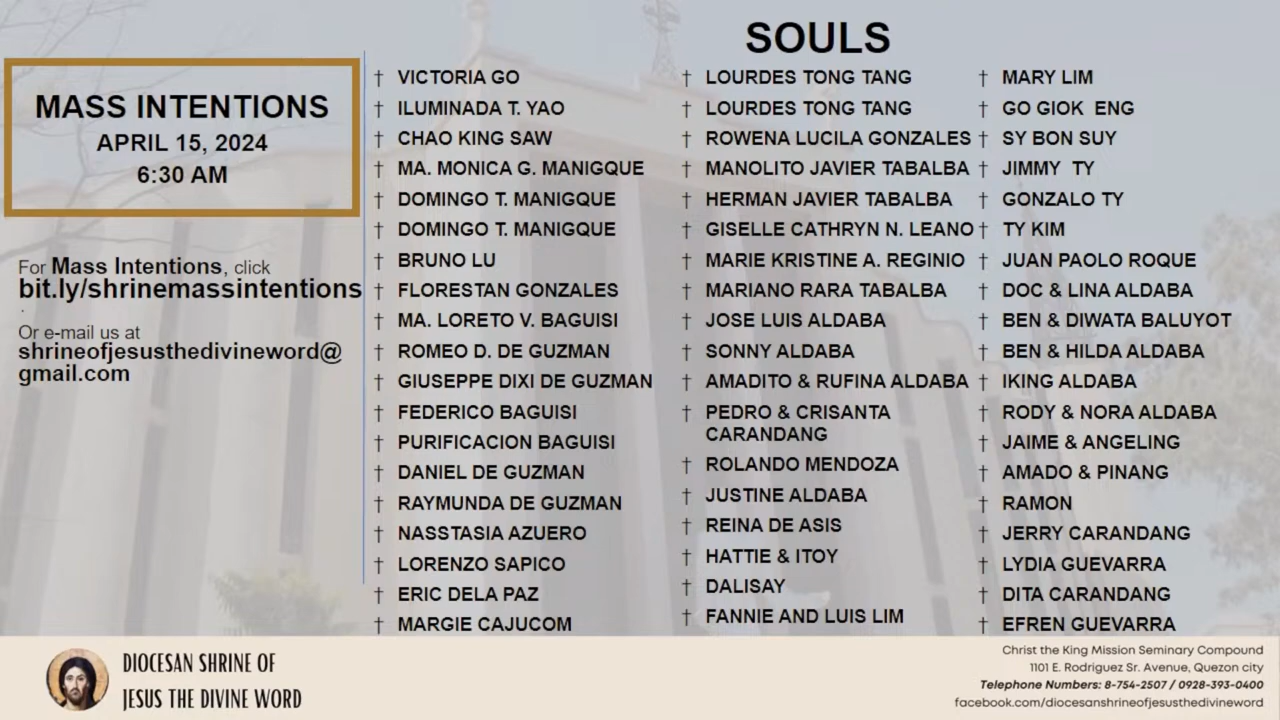 SOULS
MASS INTENTIONS
APRIL 15, 2024
6:30 AM
For Mass Intentions, click
bit.ly/shrinemassintentions
.
Or e-mail us at
shrineofjesusthedivineword@
gmail.com
† VICTORIA GO
† ILUMINADA T. YAO
† CHAO KING SAW
† MA. MONICA G. MANIGQUE
† DOMINGO T. MANIGQUE
† DOMINGO T. MANIGQUE
† BRUNO LU
† FLORESTAN GONZALES
† MA. LORETO V. BAGUISI
† ROMEO D. DE GUZMAN
† GIUSEPPE DIXI DE GUZMAN
† FEDERICO BAGUISI
† PURIFICACION BAGUISI
† DANIEL DE GUZMAN
† RAYMUNDA DE GUZMAN
† NASSTASIA AZUERO
† LORENZO SAPICO
† ERIC DELA PAZ
† MARGIE CAJUCOM
† LOURDES TONG TANG
† LOURDES TONG TANG
† ROWENA LUCILA GONZALES
† MANOLITO JAVIER TABALBA
† HERMAN JAVIER TABALBA
† GISELLE CATHRYN N. LEANO
† MARIE KRISTINE A. REGINIO
† MARIANO RARA TABALBA
† JOSE LUIS ALDABA
† SONNY ALDABA
† AMADITO & RUFINA ALDABA
† PEDRO & CRISANTA
CARANDANG
† ROLANDO MENDOZA
† JUSTINE ALDABA
† REINA DE ASIS
† HATTIE & ITOY
† DALISAY
† FANNIE AND LUIS LIM
† MARY LIM
† GO GIOK ENG
† SY BON SUY
† JIMMY TY
† GONZALO TY
† TY KIM
† JUAN PAOLO ROQUE
† DOC & LINA ALDABA
† BEN & DIWATA BALUYOT
† BEN & HILDA ALDABA
† IKING ALDABA
† RODY & NORA ALDABA
† JAIME & ANGELING
† AMADO & PINANG
† RAMON
† JERRY CARANDANG
† LYDIA GUEVARRA
† DITA CARANDANG
† EFREN GUEVARRA
DIOCESAN SHRINE OF
JESUS THE DIVINE WORD
Christ the King Mission Seminary Compound
1101 E. Rodriguez Sr. Avenue, Quezon city
Telephone Numbers: 8-754-2507 / 0928-393-0400
facebook.com/diocesanshrineofjesusthedivineword